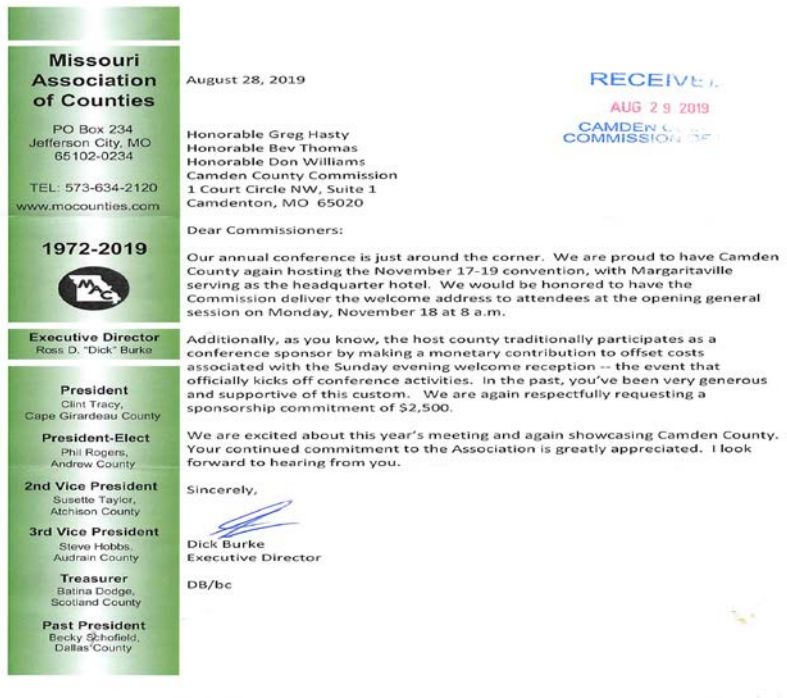 Missouri
Association
of Counties
PO Box 234
Jefferson City, MO
65102-0234
TEL: 573-634-2120
www.mocounties.com
1972-2019
MAC
Executive Director
Ross D. "Dick" Burke
President
Clint Tracy,
Cape Girardeau County
President-Elect
Phil Rogers,
Andrew County
2nd Vice President
Susette Taylor,
Atchison County
3rd Vice President
Steve Hobbs,
Audrain County
Treasurer
Batina Dodge,
Scotland County
Past President
Becky Schofield,
Dallas County
August 28, 2019
RECEIVE
AUG 29 2019
CAMDEN
COMMISSION
Honorable Greg Hasty
Honorable Bev Thomas
Honorable Don Williams
Camden County Commission
1 Court Circle NW, Suite 1
Camdenton, MO 65020
Dear Commissioners:
Our annual conference is just around the corner. We are proud to have Camden
County again hosting the November 17-19 convention, with Margaritaville
serving as the headquarter hotel. We would be honored to have the
Commission deliver the welcome address to attendees at the opening general
session on Monday, November 18 at 8 a.m.
Additionally, as you know, the host county traditionally participates as a
conference sponsor by making a monetary contribution to offset costs
associated with the Sunday evening welcome reception -- the event that
officially kicks off conference activities. In the past, you've been very generous
and supportive of this custom. We are again respectfully requesting a
sponsorship commitment of $2,500.
We are excited about this year's meeting and again showcasing Camden County.
Your continued commitment to the Association is greatly appreciated. I look
forward to hearing from you.
Sincerely,
Dick Burke
Executive Director
DB/bc